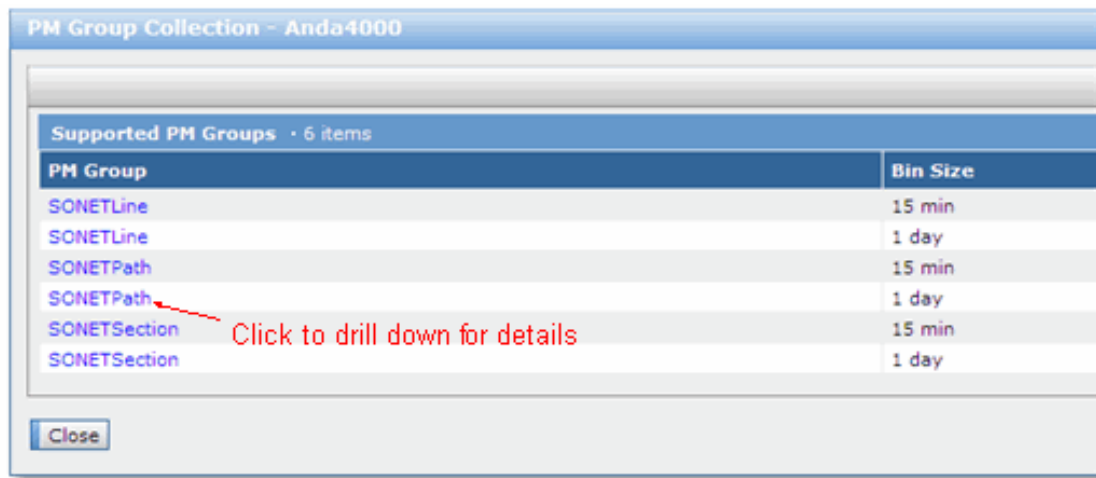 PM Group Collection - Anda4000
Supported PM Groups · 6 items
PM Group Bin Size
SONETLine 15 min
SONETLine 1 day
SONETPath 15 min
SONETPath 1 day
SONETSection 15 min
SONETSection 1 day
Click to drill down for details
Close